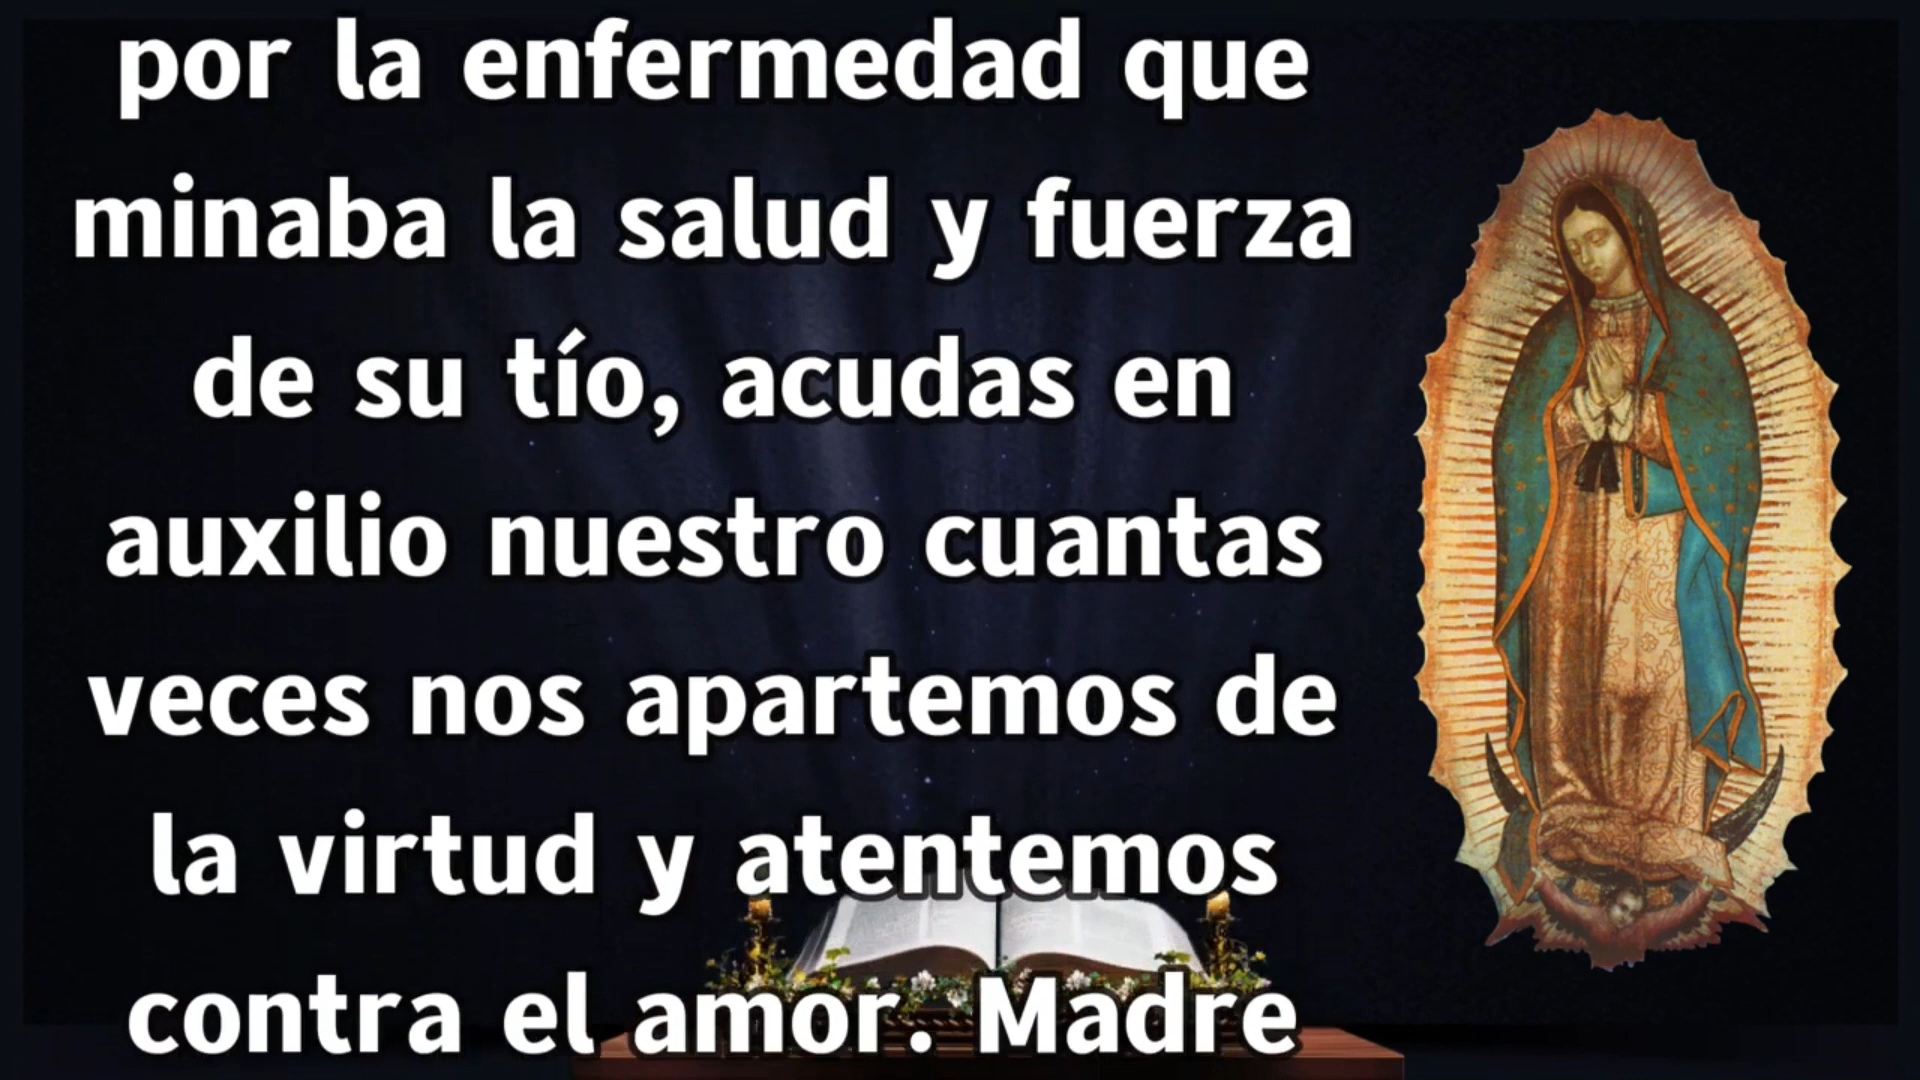 por la enfermedad que
minaba la salud y fuerza
de su tío, acudas en
auxilio nuestro cuantas
veces nos apartemos de
la virtud y atentemos
contra el amor. Madre